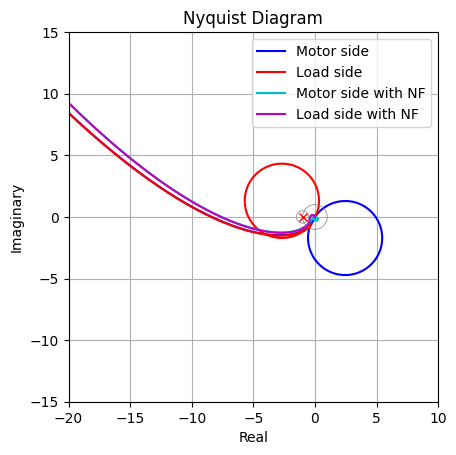 Nyquist Diagram
Motor side
Load side
Motor side with NF
Load side with NF
15
10
5
0
−5
−10
−15
Imaginary
−20
−15
−10
−5
0
5
10
Real